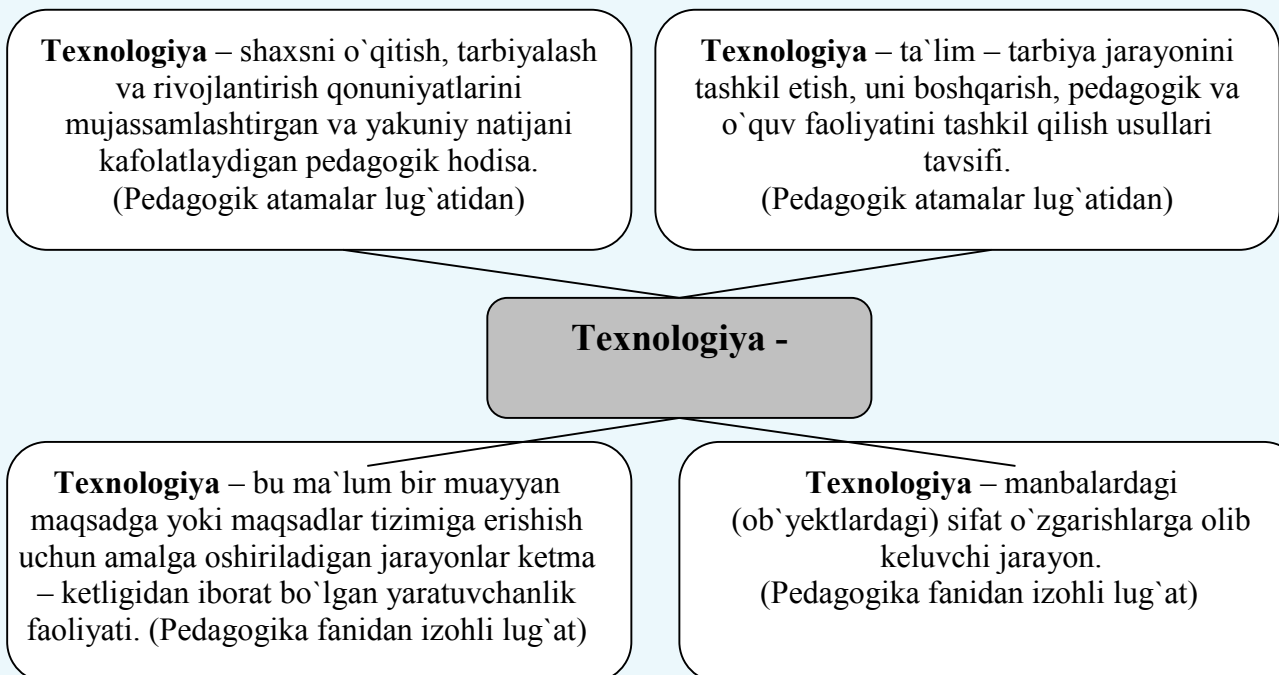 Texnologiya – shaxsni o`qitish, tarbiyalash
va rivojlantirish qonuniyatlarini
mujassamlashtirgan va yakuniy natijani
kafolatlaydigan pedagogik hodisa.
(Pedagogik atamalar lug`atidan)
Texnologiya – ta`lim – tarbiya jarayonini
tashkil etish, uni boshqarish, pedagogik va
o`quv faoliyatini tashkil qilish usullari
tavsifi.
(Pedagogik atamalar lug`atidan)
Texnologiya -
Texnologiya – bu ma`lum bir muayyan
maqsadga yoki maqsadlar tizimiga erishish
uchun amalga oshiriladigan jarayonlar ketma
– ketligidan iborat bo`lgan yaratuvchanlik
faoliyati. (Pedagogika fanidan izohli lug`at)
Texnologiya – manbalardagi
(ob`yektlardagi) sifat o`zgarishlarga olib
keluvchi jarayon.
(Pedagogika fanidan izohli lug`at)